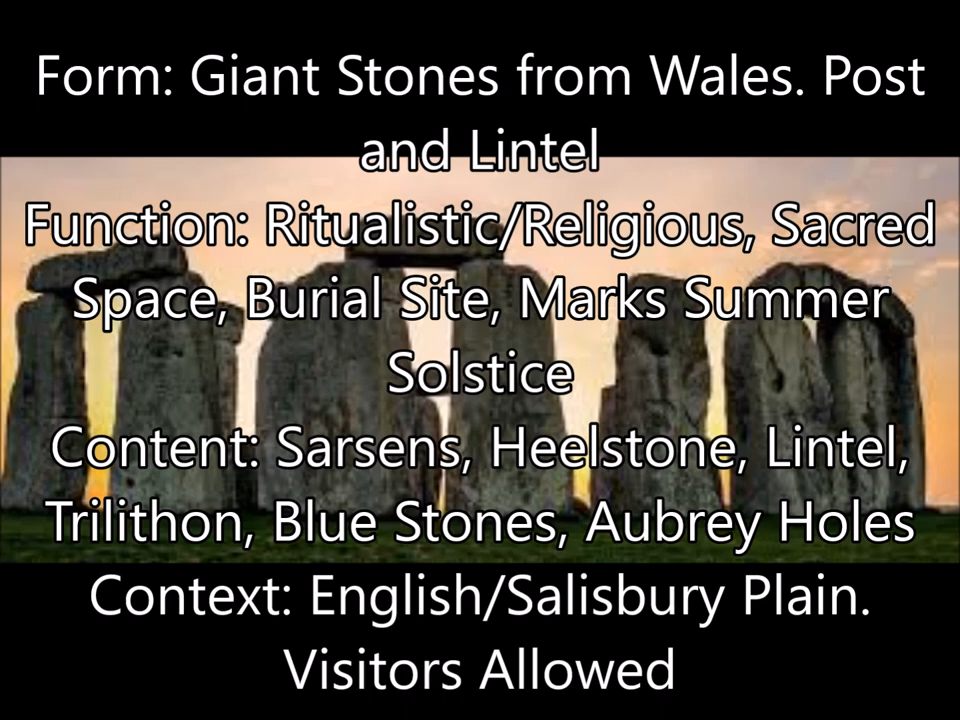 Form: Giant Stones from Wales. Post
and Lintel
Function: Ritualistic/Religious, Sacred
Space, Burial Site, Marks Summer
Solstice
Content: Sarsens, Heelstone, Lintel,
Trilithon, Blue Stones, Aubrey Holes
Context: English/Salisbury Plain.
Visitors Allowed